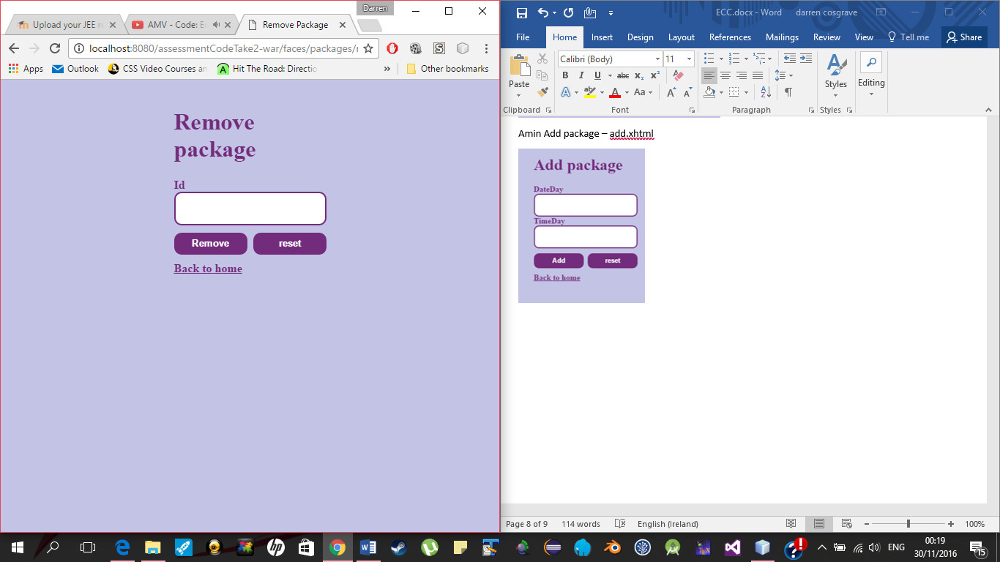 Darren
Upload your JEE r
AMV - Code: E
Remove Package
localhost:8080/assessmentCodeTake2-war/faces/packages/r
Apps
Outlook
CSS Video Courses an
Hit The Road: Directio
»
Other bookmarks
Remove
package
Id
Remove
reset
Back to home
ECC.docx - Word
darren cosgrave
File
Home
Insert
Design
Layout
References
Mailings
Review
View
Tell me
Share
Paste
Calibri (Body)
11
B I U abc x₂ x²
A ab A Aa A A
Styles
Editing
Clipboard
Font
Paragraph
Styles
Amin Add package – add.xhtml
Add package
DateDay
TimeDay
Add
reset
Back to home
Page 8 of 9
114 words
English (Ireland)
100%
ENG
00:19
30/11/2016
15